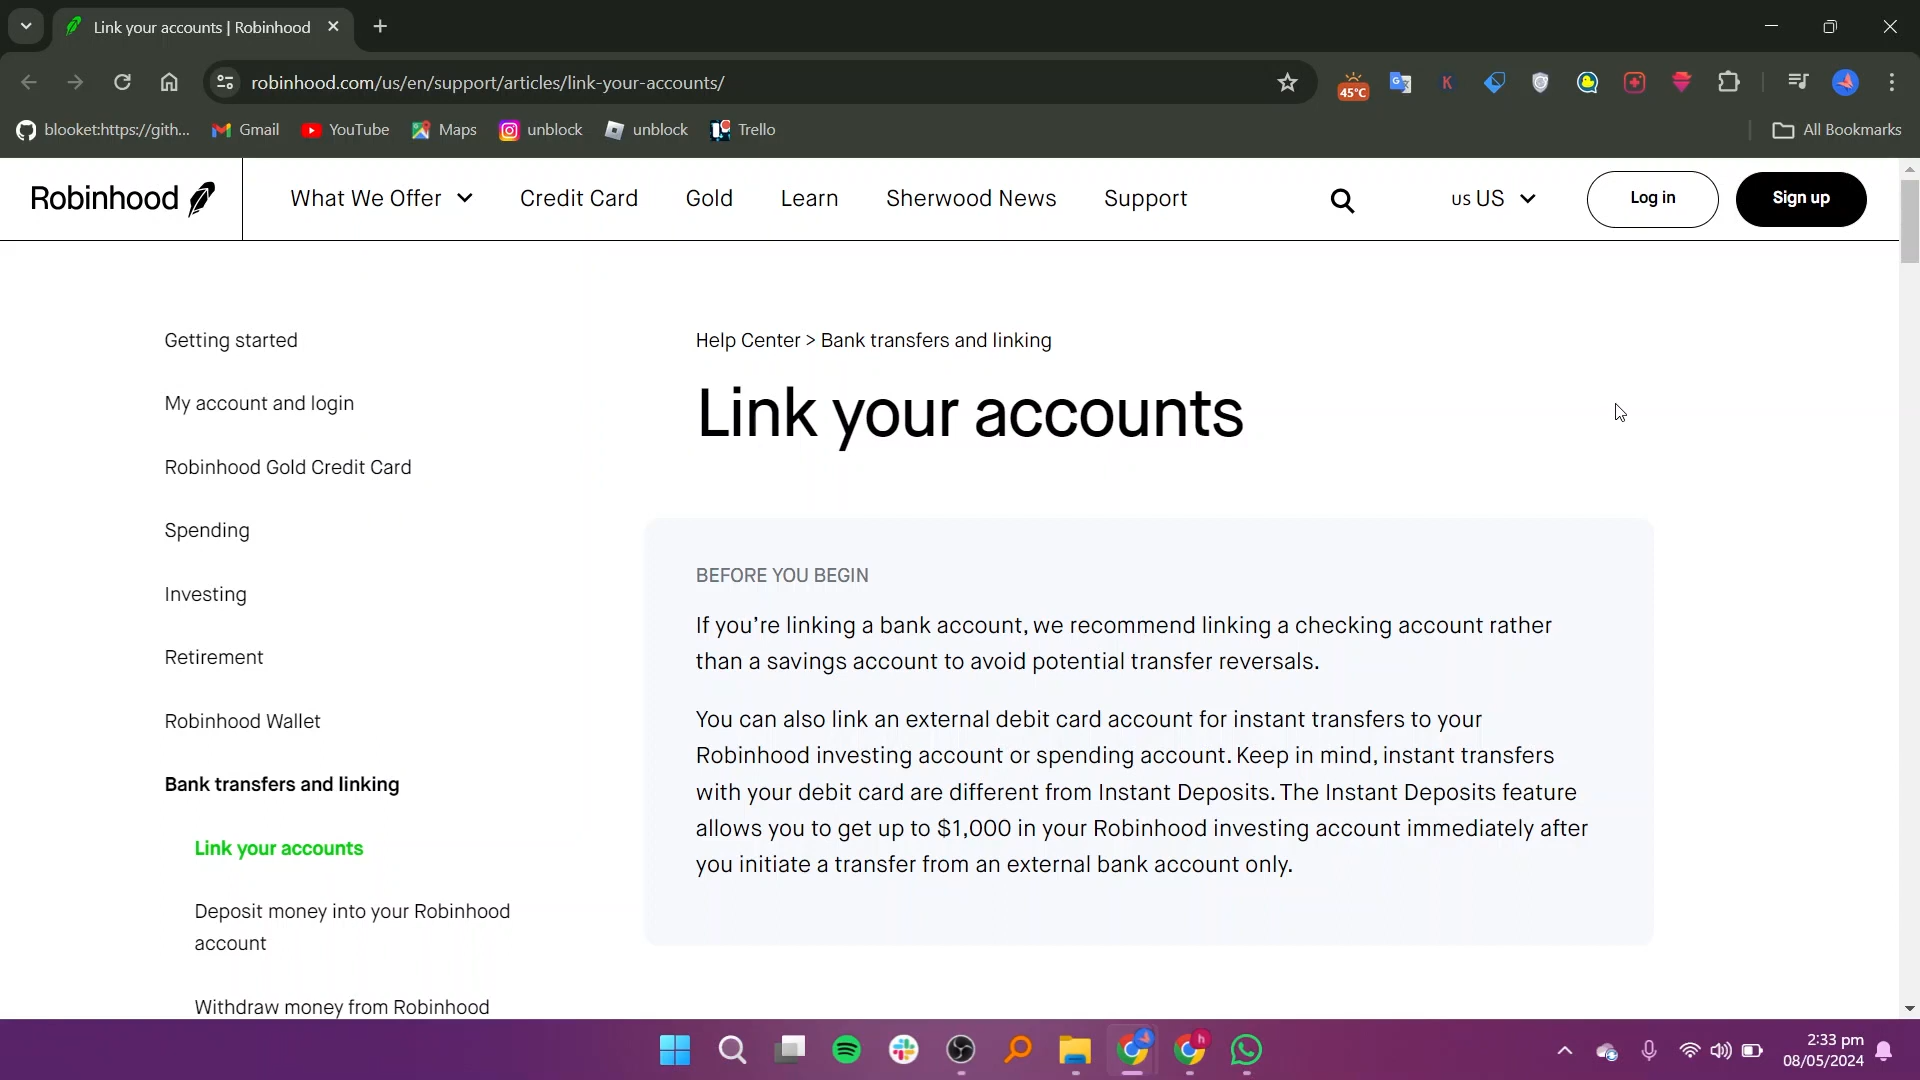 Link your accounts | Robinhood
robinhood.com/us/en/support/articles/link-your-accounts/
45°C
K
blooket:https://gith...
Gmail
YouTube
Maps
unblock
unblock
Trello
All Bookmarks
Robinhood
What We Offer
Credit Card
Gold
Learn
Sherwood News
Support
us US
Log in
Sign up
Getting started
My account and login
Robinhood Gold Credit Card
Spending
Investing
Retirement
Robinhood Wallet
Bank transfers and linking
Link your accounts
Deposit money into your Robinhood
account
Withdraw money from Robinhood
Help Center > Bank transfers and linking
Link your accounts
BEFORE YOU BEGIN
If you’re linking a bank account, we recommend linking a checking account rather
than a savings account to avoid potential transfer reversals.
You can also link an external debit card account for instant transfers to your
Robinhood investing account or spending account. Keep in mind, instant transfers
with your debit card are different from Instant Deposits. The Instant Deposits feature
allows you to get up to $1,000 in your Robinhood investing account immediately after
you initiate a transfer from an external bank account only.
h
2:33 pm
08/05/2024